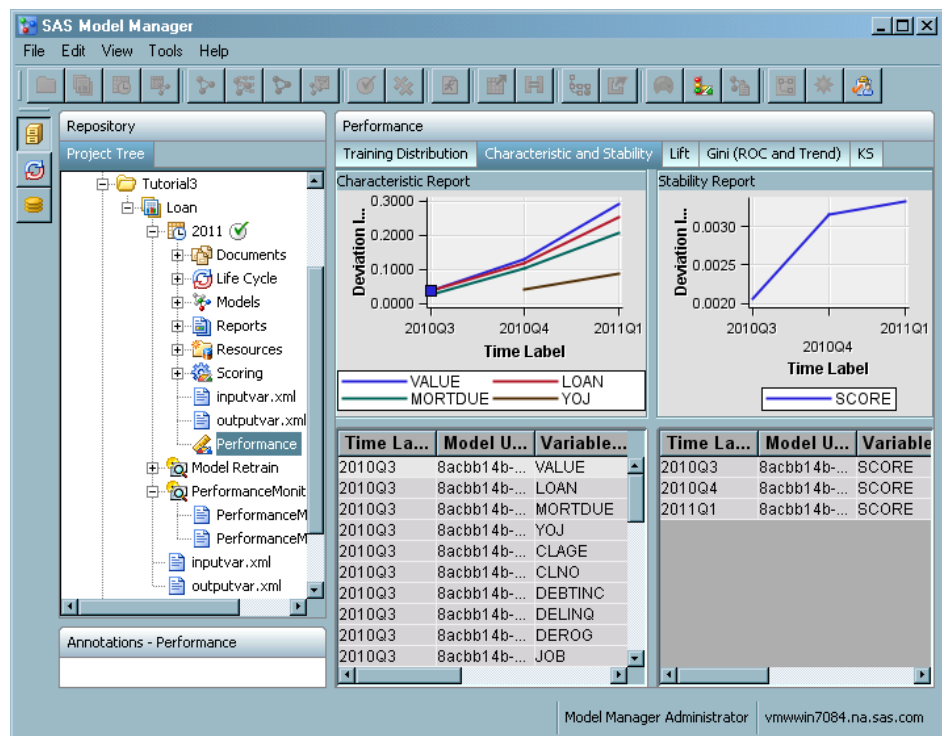 SAS Model Manager
File Edit View Tools Help
Repository
Project Tree
Tutorial3
Loan
2011
Documents
Life Cycle
Models
Reports
Resources
Scoring
inputvar.xml
outputvar.xml
Performance
Model Retrain
PerformanceMonit
PerformanceM
PerformanceM
inputvar.xml
outputvar.xml
Annotations - Performance
Performance
Training Distribution Characteristic and Stability Lift Gini (ROC and Trend) KS
Characteristic Report
Deviation I...
0.3000
0.2000
0.1000
0.0000
2010Q3 2010Q4 2011Q1
Time Label
VALUE LOAN
MORTDUE YOJ
Stability Report
Deviation I...
0.0030
0.0025
0.0020
2010Q3 2011Q1
2010Q4
Time Label
SCORE
Time La... Model U... Variable...
2010Q3 8acbb14b-... VALUE
2010Q3 8acbb14b-... LOAN
2010Q3 8acbb14b-... MORTDUE
2010Q3 8acbb14b-... YOJ
2010Q3 8acbb14b-... CLAGE
2010Q3 8acbb14b-... CLNO
2010Q3 8acbb14b-... DEBTINC
2010Q3 8acbb14b-... DELINQ
2010Q3 8acbb14b-... DEROG
2010Q3 8acbb14b-... JOB
Time La... Model U... Variable
2010Q3 8acbb14b-... SCORE
2010Q4 8acbb14b-... SCORE
2011Q1 8acbb14b-... SCORE
Model Manager Administrator vmwwin7084.na.sas.com